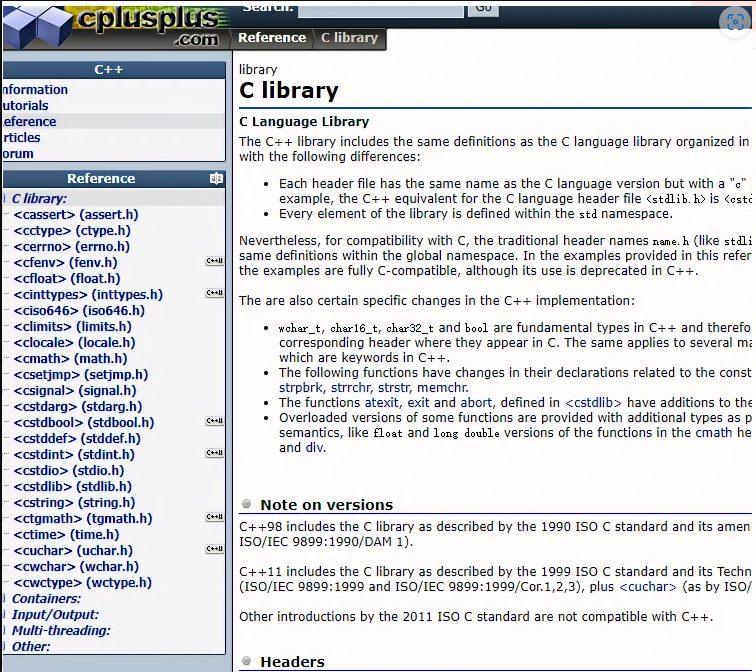 cplusplus
.com
Search:
Go
Reference
C library
C++
nformation
utorials
eference
rticles
orum
Reference
C library:
<cassert> (assert.h)
<cctype> (ctype.h)
<cerrno> (errno.h)
<cfenv> (fenv.h)
C++11
<cfloat> (float.h)
<cinttypes> (inttypes.h)
C++11
<ciso646> (iso646.h)
<climits> (limits.h)
<clocale> (locale.h)
<cmath> (math.h)
<csetjmp> (setjmp.h)
<csignal> (signal.h)
<cstdarg> (stdarg.h)
<cstdbool> (stdbool.h)
C++11
<cstddef> (stddef.h)
<cstdint> (stdint.h)
C++11
<cstdio> (stdio.h)
<cstdlib> (stdlib.h)
<cstring> (string.h)
<ctgmath> (tgmath.h)
C++11
<ctime> (time.h)
<cuchar> (uchar.h)
C++11
<cwchar> (wchar.h)
<cwctype> (wctype.h)
Containers:
Input/Output:
Multi-threading:
Other:
library
C library
C Language Library
The C++ library includes the same definitions as the C language library organized in
with the following differences:
Each header file has the same name as the C language version but with a "c"
example, the C++ equivalent for the C language header file <stdlib.h> is <cstd
Every element of the library is defined within the std namespace.
Nevertheless, for compatibility with C, the traditional header names name.h (like stdli
same definitions within the global namespace. In the examples provided in this refer
the examples are fully C-compatible, although its use is deprecated in C++.
The are also certain specific changes in the C++ implementation:
wchar_t, char16_t, char32_t and bool are fundamental types in C++ and therefo
corresponding header where they appear in C. The same applies to several ma
which are keywords in C++.
The following functions have changes in their declarations related to the const
strpbrk, strrchr, strstr, memchr.
The functions atexit, exit and abort, defined in <cstdlib> have additions to the
Overloaded versions of some functions are provided with additional types as p
semantics, like float and long double versions of the functions in the cmath he
and div.
Note on versions
C++98 includes the C library as described by the 1990 ISO C standard and its amen
ISO/IEC 9899:1990/DAM 1).
C++11 includes the C library as described by the 1999 ISO C standard and its Techn
(ISO/IEC 9899:1999 and ISO/IEC 9899:1999/Cor.1,2,3), plus <cuchar> (as by ISO/
Other introductions by the 2011 ISO C standard are not compatible with C++.
Headers